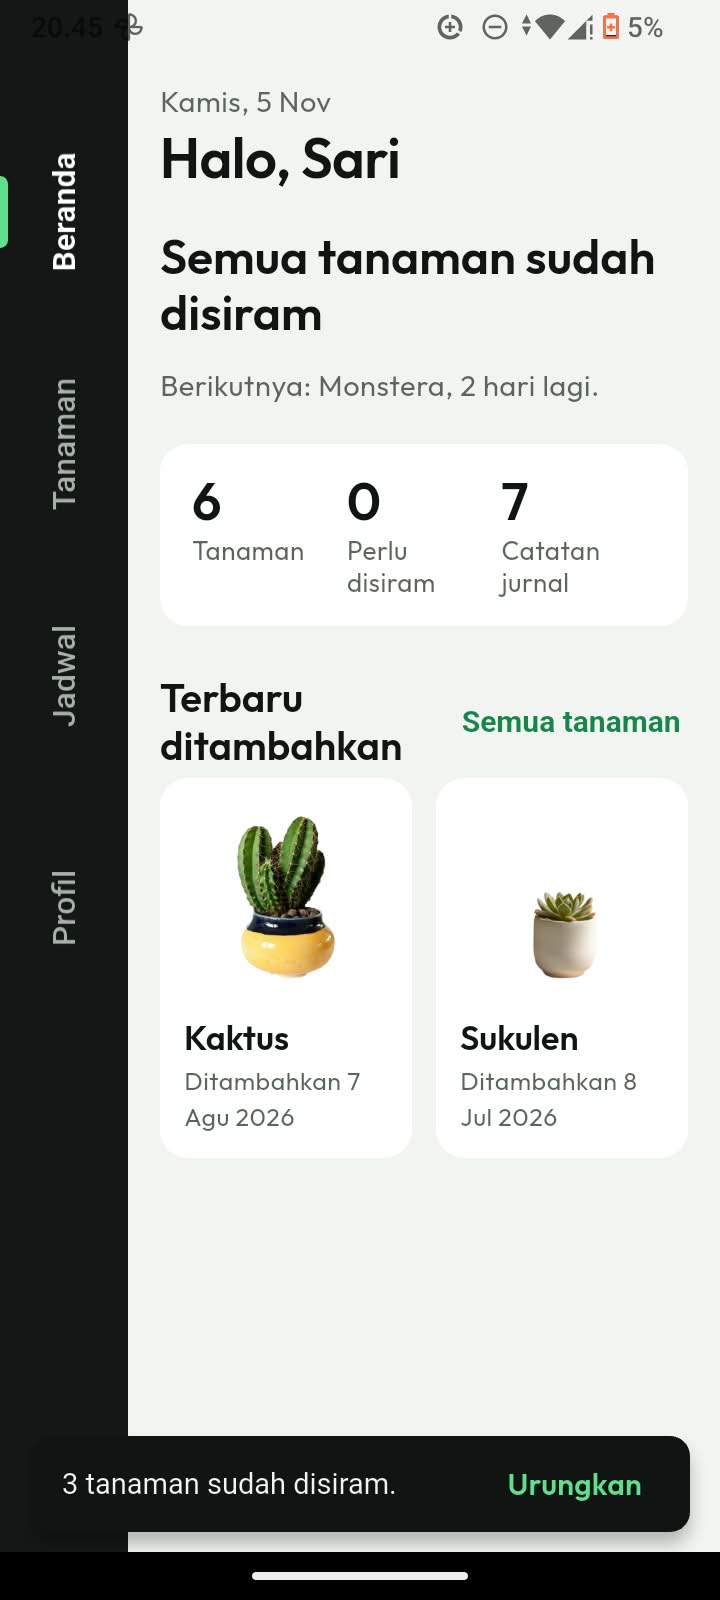 20.45
5%
Kamis, 5 Nov
Halo, Sari
Semua tanaman sudah
disiram
Berikutnya: Monstera, 2 hari lagi.
6
Tanaman
0
Perlu
disiram
7
Catatan
jurnal
Terbaru
ditambahkan
Semua tanaman
Kaktus
Ditambahkan 7
Agu 2026
Sukulen
Ditambahkan 8
Jul 2026
Beranda
Tanaman
Jadwal
Profil
3 tanaman sudah disiram.
Urungkan